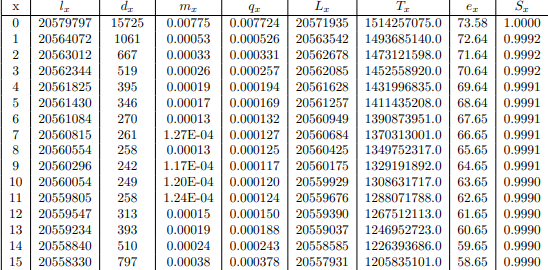 x l_x d_x m_x q_x L_x T_x e_x S_x
0 20579797 15725 0.00775 0.007724 20571935 1514257075.0 73.58 1.0000
1 20564072 1061 0.00053 0.000526 20563542 1493685140.0 72.64 0.9992
2 20563012 667 0.00033 0.000331 20562678 1473121598.0 71.64 0.9992
3 20562344 519 0.00026 0.000257 20562085 1452558920.0 70.64 0.9992
4 20561825 395 0.00019 0.000194 20561628 1431996835.0 69.64 0.9991
5 20561430 346 0.00017 0.000169 20561257 1411435208.0 68.64 0.9991
6 20561084 270 0.00013 0.000132 20560949 1390873951.0 67.65 0.9991
7 20560815 261 1.27E-04 0.000127 20560684 1370313001.0 66.65 0.9991
8 20560554 258 0.00013 0.000125 20560425 1349752317.0 65.65 0.9991
9 20560296 242 1.17E-04 0.000117 20560175 1329191892.0 64.65 0.9991
10 20560054 249 1.20E-04 0.000120 20559929 1308631717.0 63.65 0.9990
11 20559805 258 1.24E-04 0.000124 20559676 1288071788.0 62.65 0.9990
12 20559547 313 0.00015 0.000150 20559390 1267512113.0 61.65 0.9990
13 20559234 393 0.00019 0.000188 20559037 1246952723.0 60.65 0.9990
14 20558840 510 0.00024 0.000243 20558585 1226393686.0 59.65 0.9990
15 20558330 797 0.00038 0.000378 20557931 1205835101.0 58.65 0.9990